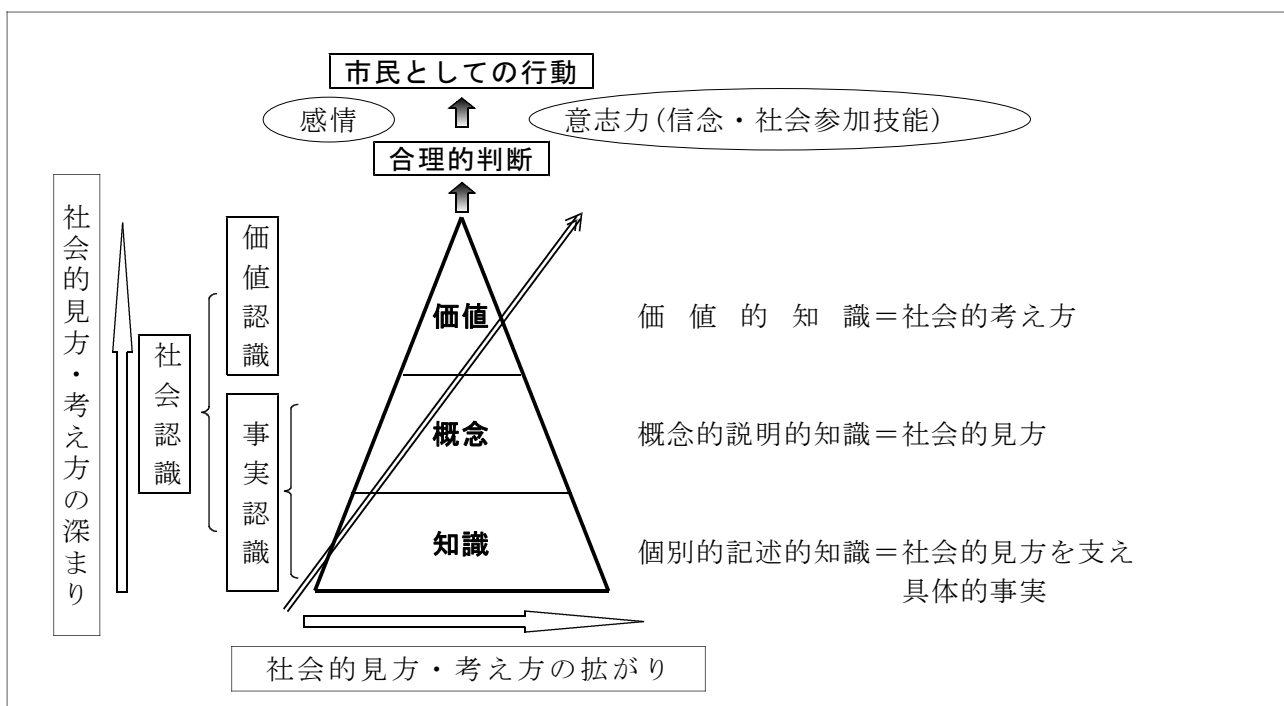 市民としての行動
感情
意志力(信念・社会参加技能)
合理的判断
社会的見方・考え方の深まり
社会認識
価値認識
事実認識
価値
価値的知識＝社会的考え方
概念
概念的説明的知識＝社会的見方
知識
個別的記述的知識＝社会的見方を支え
具体的事実
社会的見方・考え方の拡がり